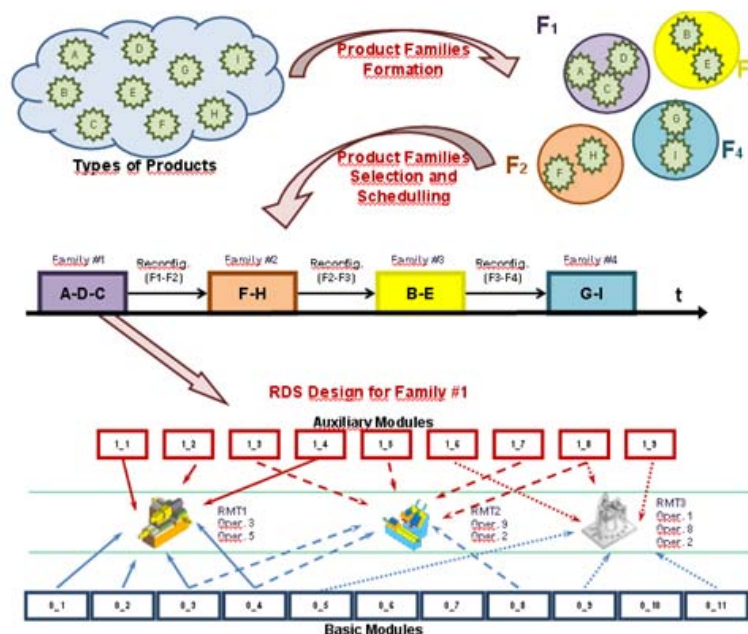 A
D
G
I
B
E
C
F
H
Types of Products
Product Families
Formation
F1
A
D
C
B
E
F
G
I
F4
F2
F
H
Product Families
Selection and
Schedulling
Family #1
Reconfig.
(F1-F2)
Family #2
Reconfig.
(F2-F3)
Family #3
Reconfig.
(F3-F4)
Family #4
A-D-C
F-H
B-E
G-I
t
RDS Design for Family #1
Auxiliary Modules
1_1
1_2
1_3
1_4
1_5
1_6
1_7
1_8
1_9
RMT1
Oper. 3
Oper. 5
RMT2
Oper. 9
Oper. 2
RMT3
Oper. 1
Oper. 8
Oper. 2
0_1
0_2
0_3
0_4
0_5
0_6
0_7
0_8
0_9
0_10
0_11
Basic Modules